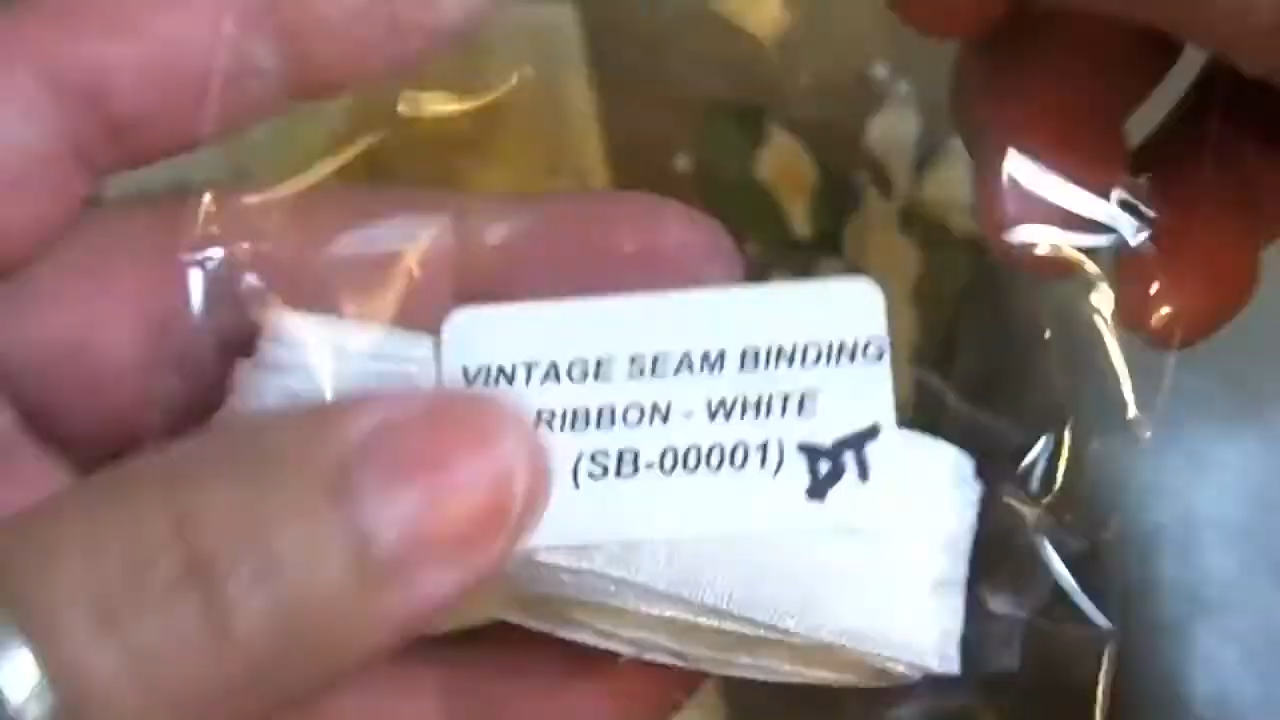 VINTAGE SEAM BINDING
RIBBON - WHITE
(SB-00001) DT